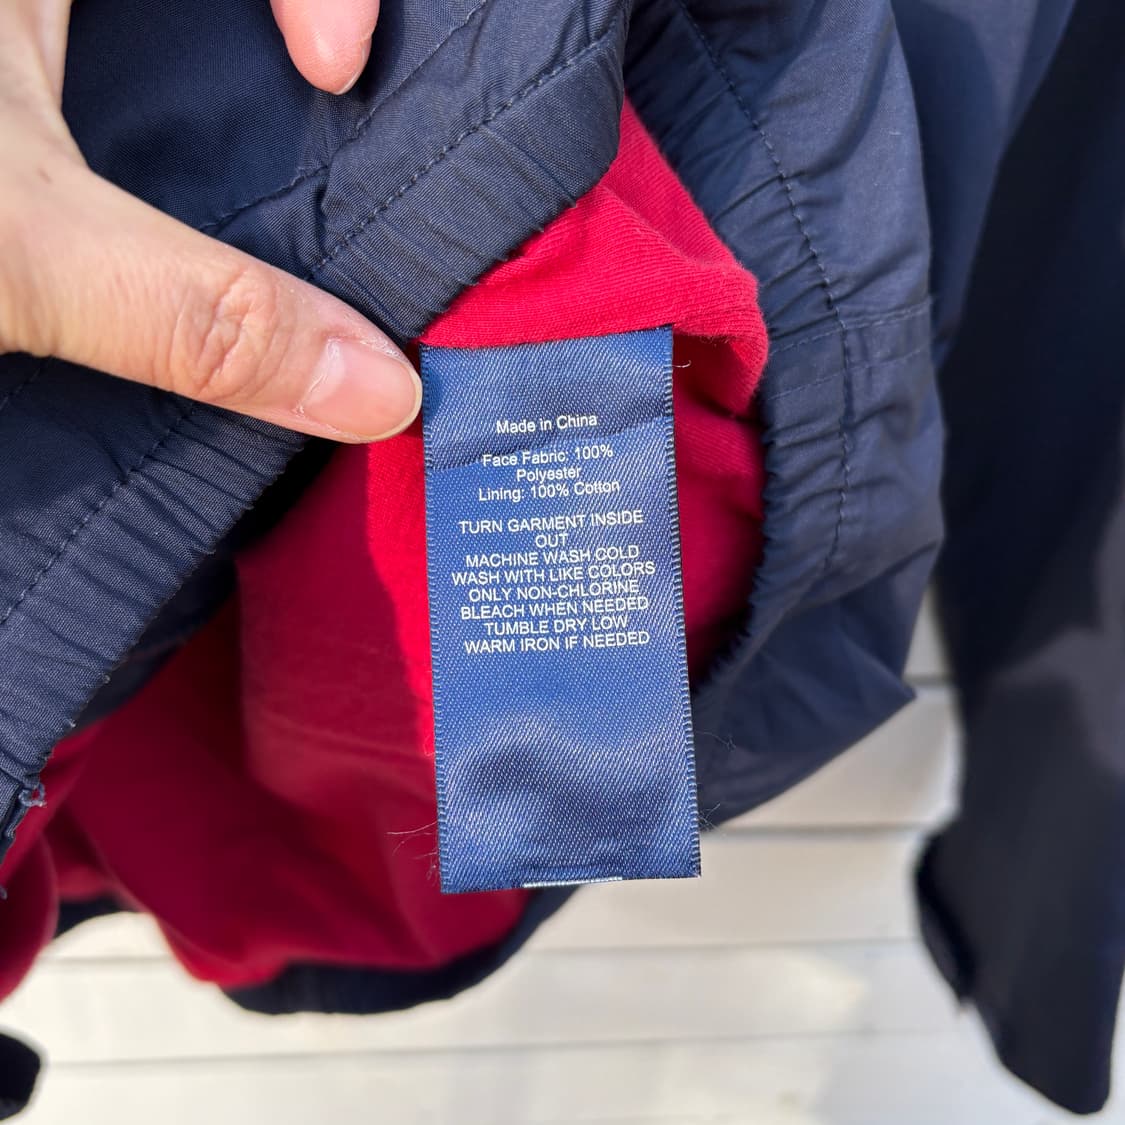 Made in China
Face Fabric: 100%
Polyester
Lining: 100% Cotton
TURN GARMENT INSIDE
OUT
MACHINE WASH COLD
WASH WITH LIKE COLORS
ONLY NON-CHLORINE
BLEACH WHEN NEEDED
TUMBLE DRY LOW
WARM IRON IF NEEDED